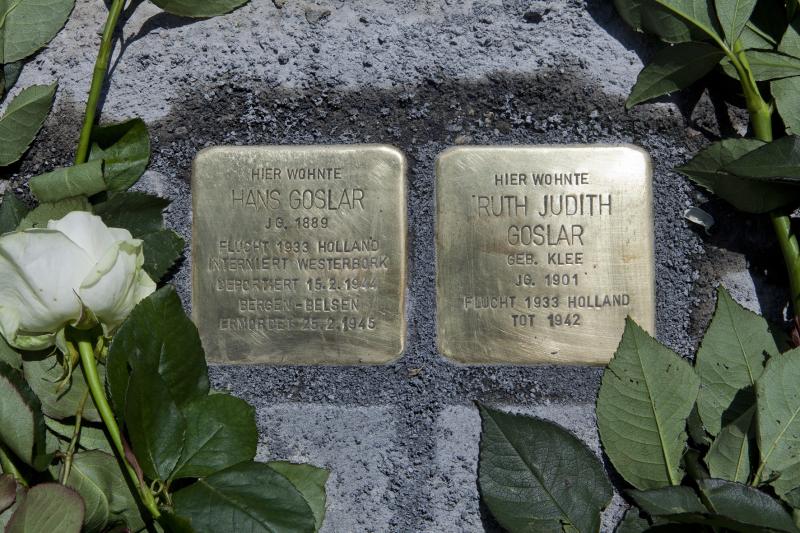 HIER WOHNTE
HANS GOSLAR
JG. 1889
FLUCHT 1933 HOLLAND
INTERNIERT WESTERBORK
DEPORTIERT 15.2.1944
BERGEN-BELSEN
ERMORDET 25.2.1945
HIER WOHNTE
RUTH JUDITH
GOSLAR
GEB. KLEE
JG. 1901
FLUCHT 1933 HOLLAND
TOT 1942